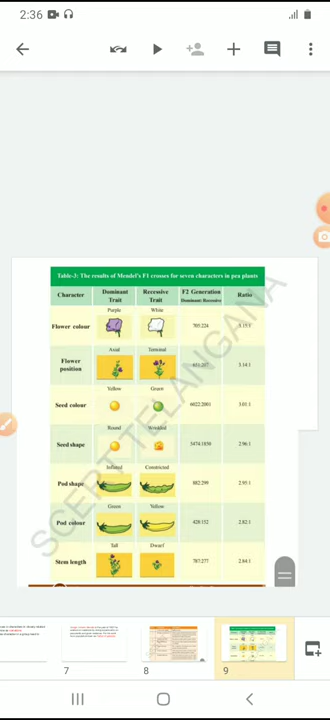 2:36
Table-3: The results of Mendel's F1 crosses for seven characters in pea plants
Character Dominant Trait Recessive Trait F2 Generation Dominant:Recessive Ratio
Purple White
Flower colour 705:224 3.15:1
Axial Terminal
Flower position 651:207 3.14:1
Yellow Green
Seed colour 6022:2001 3.01:1
Round Wrinkled
Seed shape 5474:1850 2.96:1
Inflated Constricted
Pod shape 882:299 2.95:1
Green Yellow
Pod colour 428:152 2.82:1
Tall Dwarf
Stem length 787:277 2.84:1
SCERT TELANGANA
7 8 9